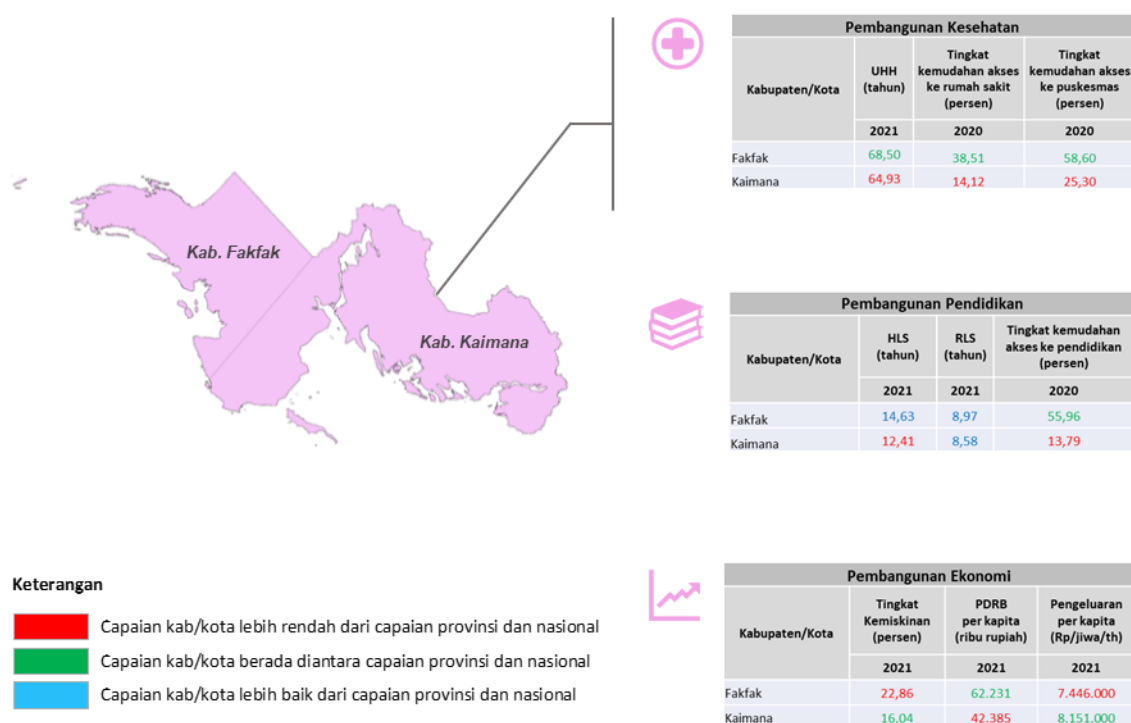 Kab. Fakfak
Kab. Kaimana
Keterangan
Capaian kab/kota lebih rendah dari capaian provinsi dan nasional
Capaian kab/kota berada diantara capaian provinsi dan nasional
Capaian kab/kota lebih baik dari capaian provinsi dan nasional
Pembangunan Kesehatan
Kabupaten/Kota
UHH
(tahun)
Tingkat
kemudahan akses
ke rumah sakit
(persen)
Tingkat
kemudahan akses
ke puskesmas
(persen)
2021 2020 2020
Fakfak 68,50 38,51 58,60
Kaimana 64,93 14,12 25,30
Pembangunan Pendidikan
Kabupaten/Kota
HLS
(tahun)
RLS
(tahun)
Tingkat kemudahan
akses ke pendidikan
(persen)
2021 2021 2020
Fakfak 14,63 8,97 55,96
Kaimana 12,41 8,58 13,79
Pembangunan Ekonomi
Kabupaten/Kota
Tingkat
Kemiskinan
(persen)
PDRB
per kapita
(ribu rupiah)
Pengeluaran
per kapita
(Rp/jiwa/th)
2021 2021 2021
Fakfak 22,86 62.231 7.446.000
Kaimana 16,04 42.385 8.151.000